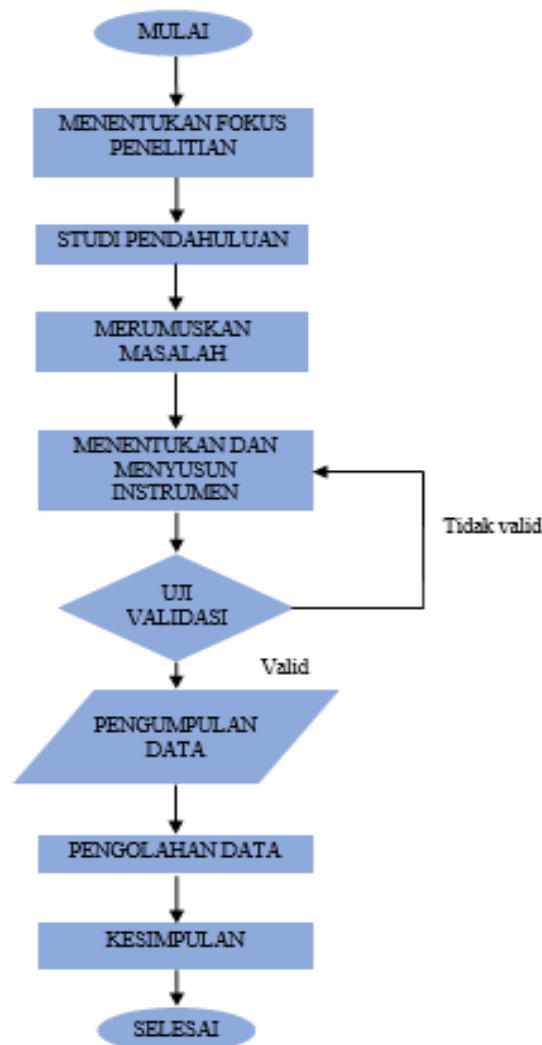 MULAI
MENENTUKAN FOKUS
PENELITIAN
STUDI PENDAHULUAN
MERUMUSKAN
MASALAH
MENENTUKAN DAN
MENYUSUN
INSTRUMEN
Tidak valid
UJI
VALIDASI
Valid
PENGUMPULAN
DATA
PENGOLAHAN DATA
KESIMPULAN
SELESAI